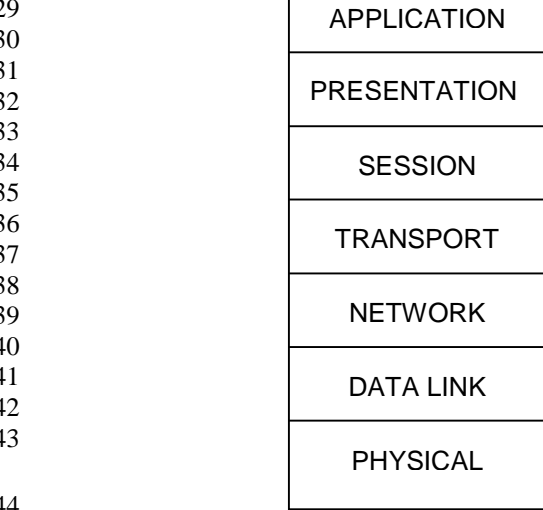 29
30
31
32
33
34
35
36
37
38
39
40
41
42
43
44
APPLICATION
PRESENTATION
SESSION
TRANSPORT
NETWORK
DATA LINK
PHYSICAL